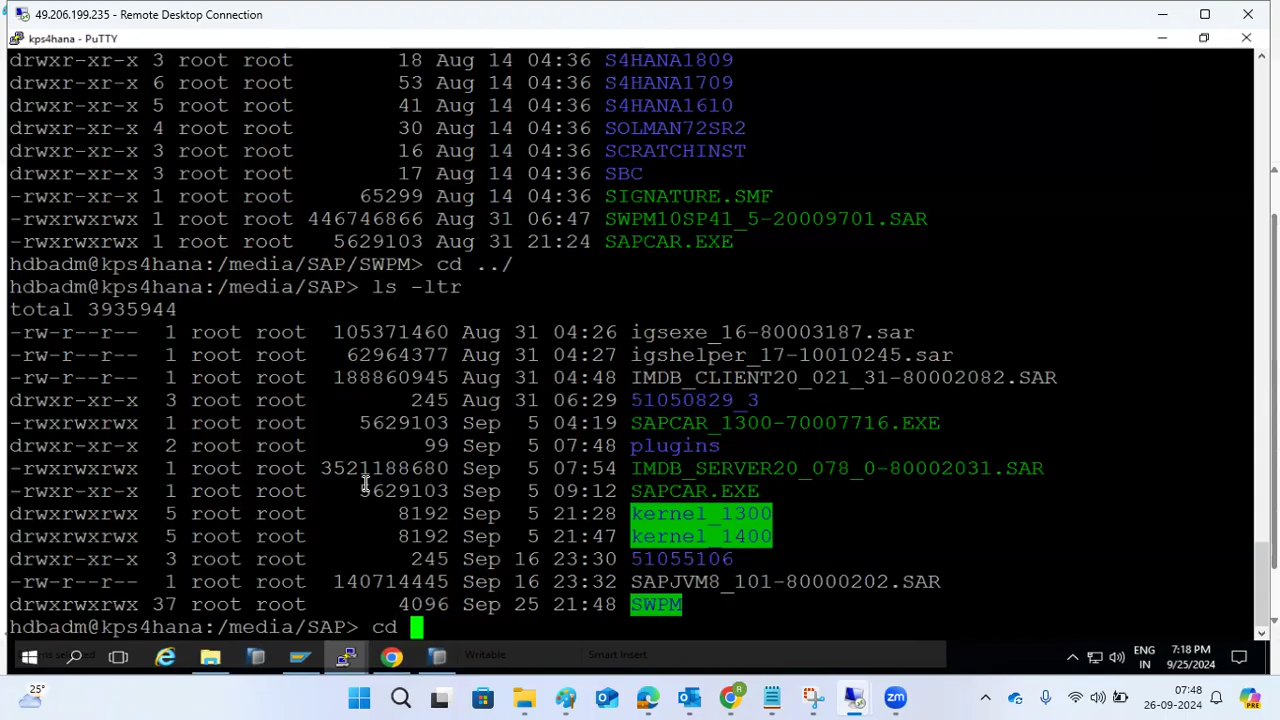 49.206.199.235 - Remote Desktop Connection
kps4hana - PuTTY
drwxr-xr-x 3 root root 18 Aug 14 04:36 S4HANA1809
drwxr-xr-x 6 root root 53 Aug 14 04:36 S4HANA1709
drwxr-xr-x 5 root root 41 Aug 14 04:36 S4HANA1610
drwxr-xr-x 4 root root 30 Aug 14 04:36 SOLMAN72SR2
drwxr-xr-x 3 root root 16 Aug 14 04:36 SCRATCHINST
drwxr-xr-x 3 root root 17 Aug 14 04:36 SBC
-rwxr-xr-x 1 root root 65299 Aug 14 04:36 SIGNATURE.SMF
-rwxrwxrwx 1 root root 446746866 Aug 31 06:47 SWPM10SP41_5-20009701.SAR
-rwxr-xr-x 1 root root 5629103 Aug 31 21:24 SAPCAR.EXE
hdbadm@kps4hana:/media/SAP/SWPM> cd ../
hdbadm@kps4hana:/media/SAP> ls -ltr
total 3935944
-rw-r--r-- 1 root root 105371460 Aug 31 04:26 igsexe_16-80003187.sar
-rw-r--r-- 1 root root 62964377 Aug 31 04:27 igshelper_17-10010245.sar
-rw-r--r-- 1 root root 188860945 Aug 31 04:48 IMDB_CLIENT20_021_31-80002082.SAR
drwxr-xr-x 3 root root 245 Aug 31 06:29 51050829_3
-rwxrwxrwx 1 root root 5629103 Sep 5 04:19 SAPCAR_1300-70007716.EXE
drwxr-xr-x 2 root root 99 Sep 5 07:48 plugins
-rwxrwxrwx 1 root root 3521188680 Sep 5 07:54 IMDB_SERVER20_078_0-80002031.SAR
-rwxr-xr-x 1 root root 5629103 Sep 5 09:12 SAPCAR.EXE
drwxrwxrwx 5 root root 8192 Sep 5 21:28 kernel_1300
drwxrwxrwx 5 root root 8192 Sep 5 21:47 kernel_1400
drwxr-xr-x 3 root root 245 Sep 16 23:30 51055106
-rw-r--r-- 1 root root 140714445 Sep 16 23:32 SAPJVM8_101-80000202.SAR
drwxrwxrwx 37 root root 4096 Sep 25 21:48 SWPM
hdbadm@kps4hana:/media/SAP> cd
Writable
Smart Insert
ENG
IN
7:18 PM
9/25/2024
25°
07:48
26-09-2024
PRE
zm